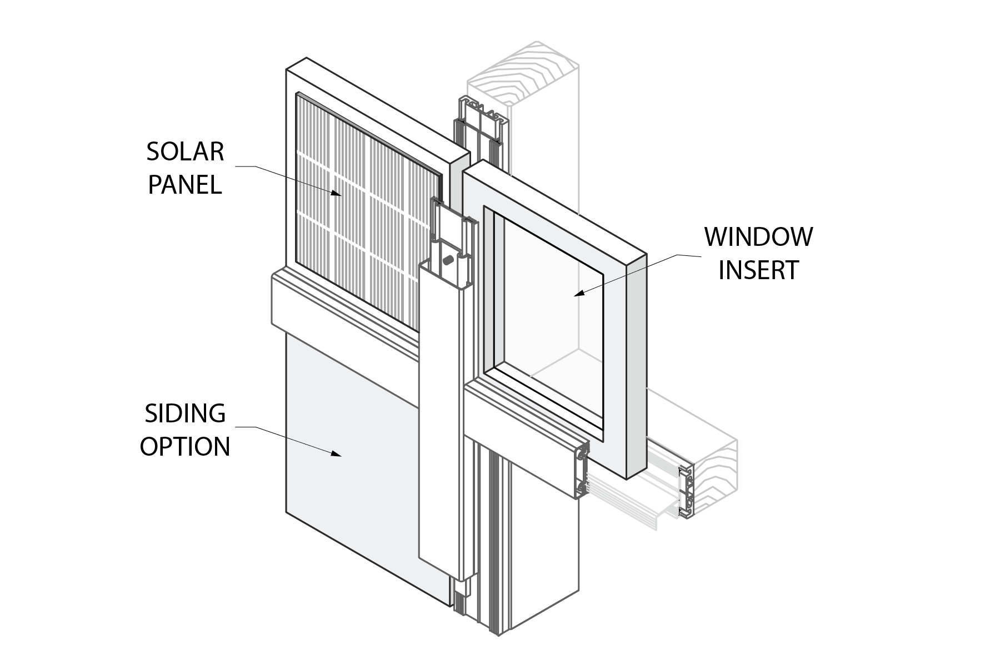 SOLAR
PANEL
WINDOW
INSERT
SIDING
OPTION